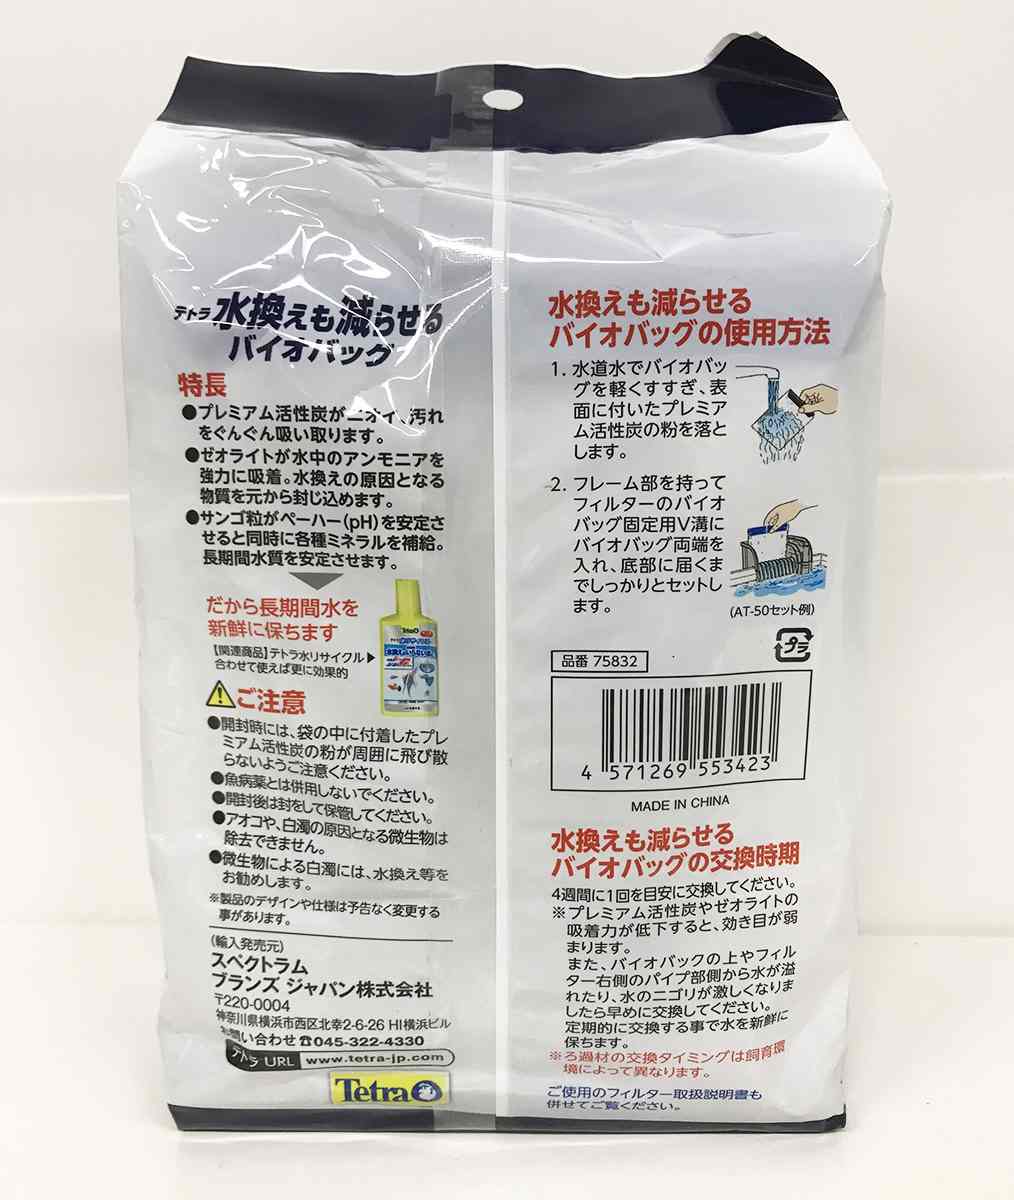 テトラ 水換えも減らせる
バイオバッグ
特長
●プレミアム活性炭がニオイ、汚れ
をぐんぐん吸い取ります。
●ゼオライトが水中のアンモニアを
強力に吸着。水換えの原因となる
物質を元から封じ込めます。
●サンゴ粒がペーハー(pH)を安定さ
せると同時に各種ミネラルを補給。
長期間水質を安定させます。
だから長期間水を
新鮮に保ちます
【関連商品】テトラ水リサイクル▶
合わせて使えば更に効果的
Tetra
ご注意
●開封時には、袋の中に付着したプレ
ミアム活性炭の粉が周囲に飛び散
らないようご注意ください。
●魚病薬とは併用しないでください。
●開封後は封をして保管してください。
●アオコや、白濁の原因となる微生物は
除去できません。
●微生物による白濁には、水換え等を
お勧めします。
※製品のデザインや仕様は予告なく変更する
事があります。
(輸入発売元)
スペクトラム
ブランズ ジャパン株式会社
〒220-0004
神奈川県横浜市西区北幸2-6-26 HI横浜ビル
お問い合わせ☎045-322-4330
テトラ URL www.tetra-jp.com
Tetra
水換えも減らせる
バイオバッグの使用方法
1. 水道水でバイオバッ
グを軽くすすぎ、表
面に付いたプレミア
ム活性炭の粉を落と
します。
2. フレーム部を持って
フィルターのバイオ
バッグ固定用V溝に
バイオバッグ両端を
入れ、底部に届くま
でしっかりとセットし
ます。
(AT-50セット例)
プラ
品番 75832
4 571269 553423
MADE IN CHINA
水換えも減らせる
バイオバッグの交換時期
4週間に1回を目安に交換してください。
※プレミアム活性炭やゼオライトの
吸着力が低下すると、効き目が弱
まります。
また、バイオバックの上やフィル
ター右側のパイプ部側から水が溢
れたり、水のニゴリが激しくなりま
したら早めに交換してください。
定期的に交換する事で水を新鮮に
保ちます。
※ろ過材の交換タイミングは飼育環
境によって異なります。
ご使用のフィルター取扱説明書も
併せてご覧ください。